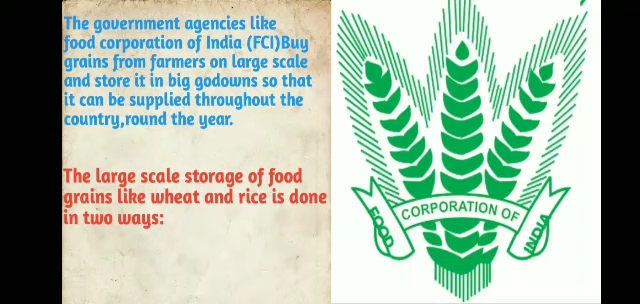 The government agencies like
food corporation of India (FCI)Buy
grains from farmers on large scale
and store it in big godowns so that
it can be supplied throughout the
country,round the year.
The large scale storage of food
grains like wheat and rice is done
in two ways:
FOOD CORPORATION OF INDIA